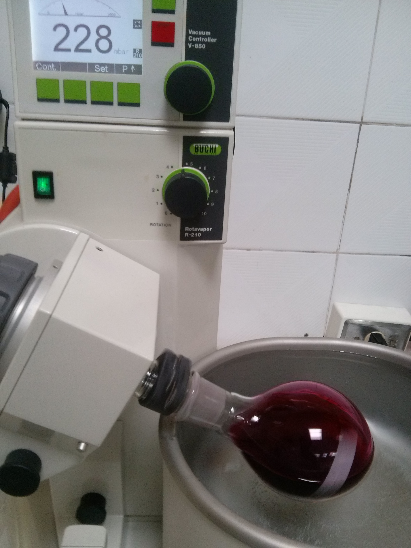 228
mbar
Cont.
Set
P
Vacuum
Controller
V-850
BUCHI
ROTATION
Rotavapor
R-210